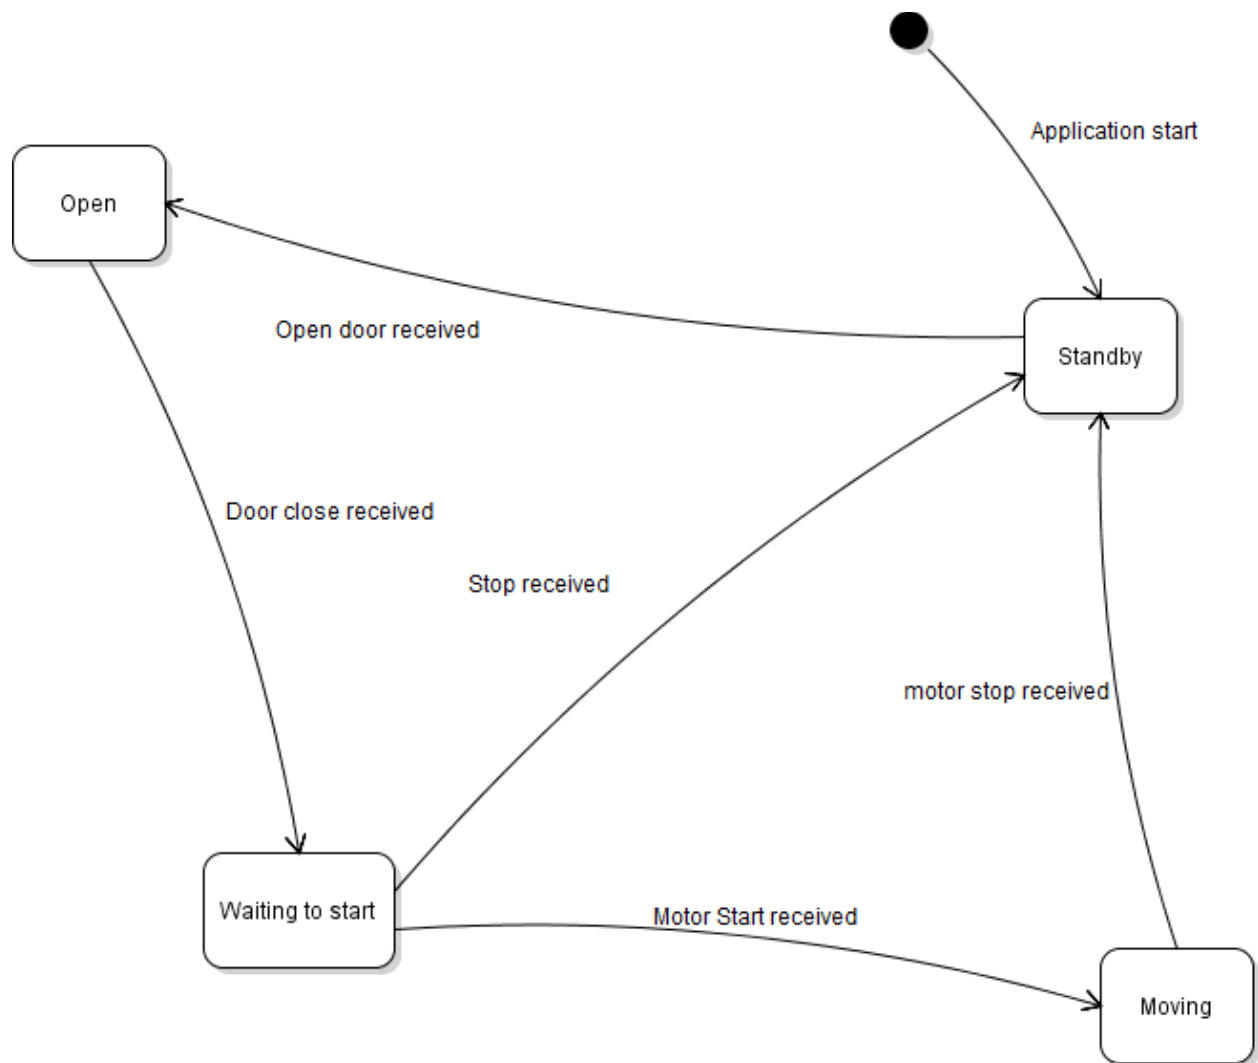 Application start
Open
Open door received
Standby
Door close received
Stop received
motor stop received
Waiting to start
Motor Start received
Moving